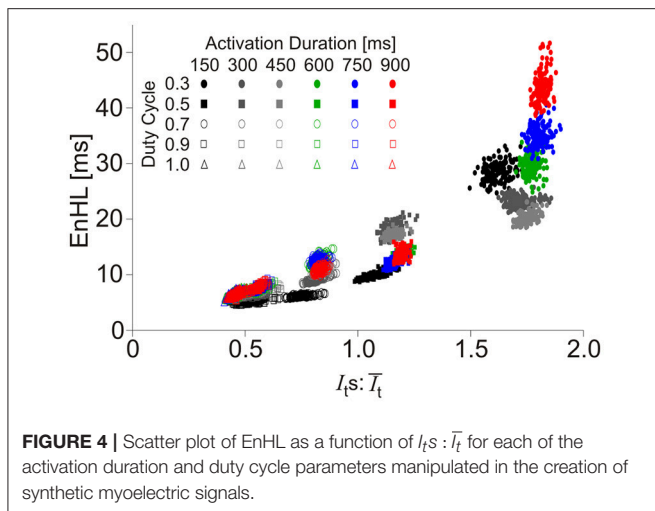 Activation Duration [ms]
150 300 450 600 750 900
Duty Cycle
0.3
0.5
0.7
0.9
1.0
EnHL [ms]
50
40
30
20
10
0
0 0.5 1.0 1.5 2.0
Iₜs : I̅ₜ
FIGURE 4 | Scatter plot of EnHL as a function of Iₜs : I̅ₜ for each of the
activation duration and duty cycle parameters manipulated in the creation of
synthetic myoelectric signals.